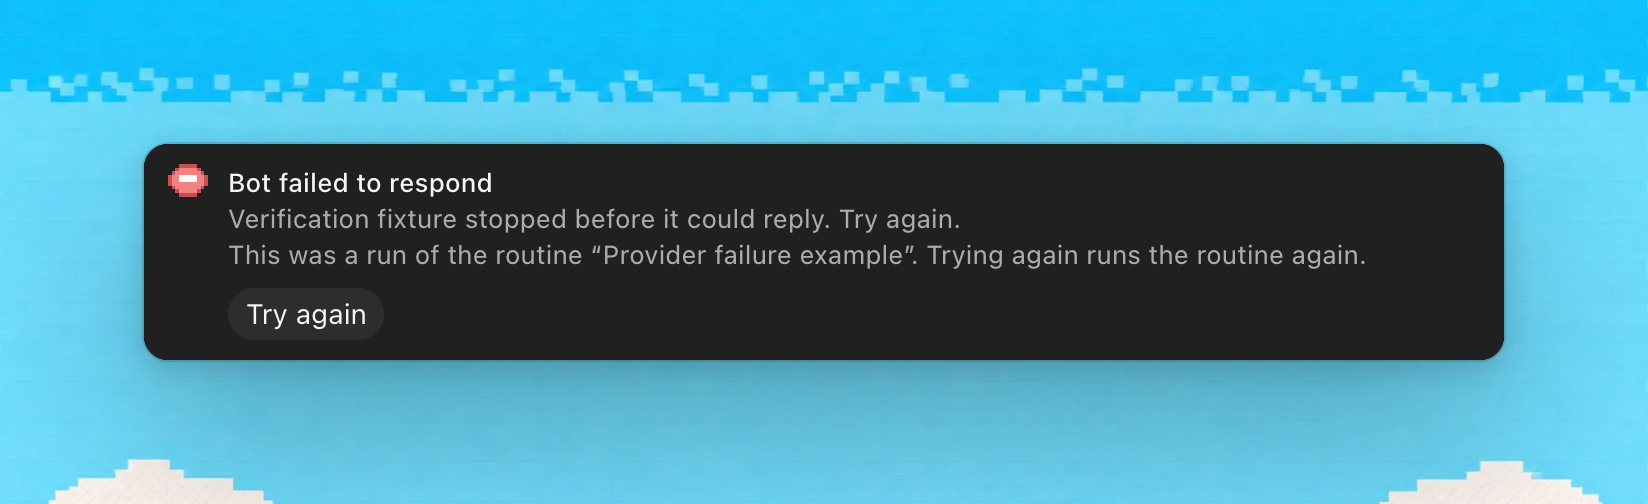 Bot failed to respond
Verification fixture stopped before it could reply. Try again.
This was a run of the routine “Provider failure example”. Trying again runs the routine again.
Try again